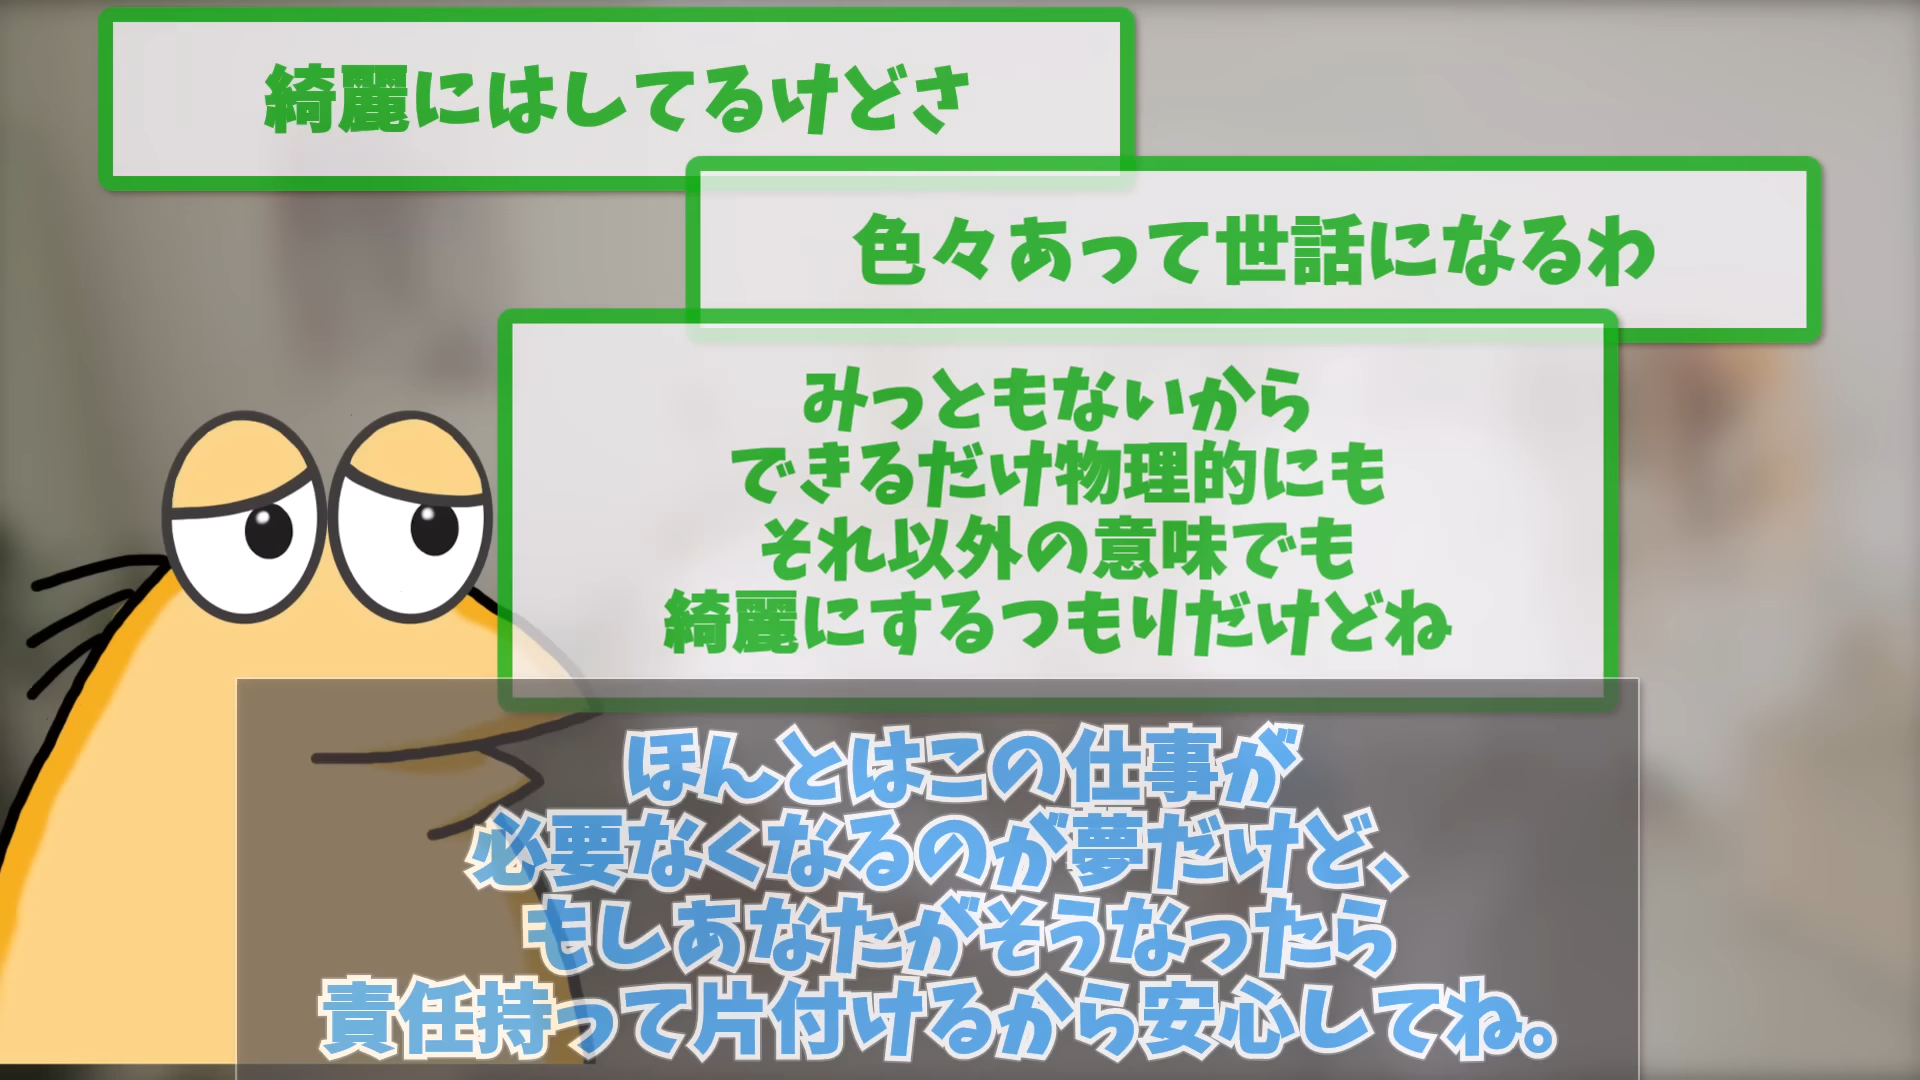 綺麗にはしてるけどさ
色々あって世話になるわ
みっともないから
できるだけ物理的にも
それ以外の意味でも
綺麗にするつもりだけどね
ほんとはこの仕事が
必要なくなるのが夢だけど、
もしあなたがそうなったら
責任持って片付けるから安心してね。